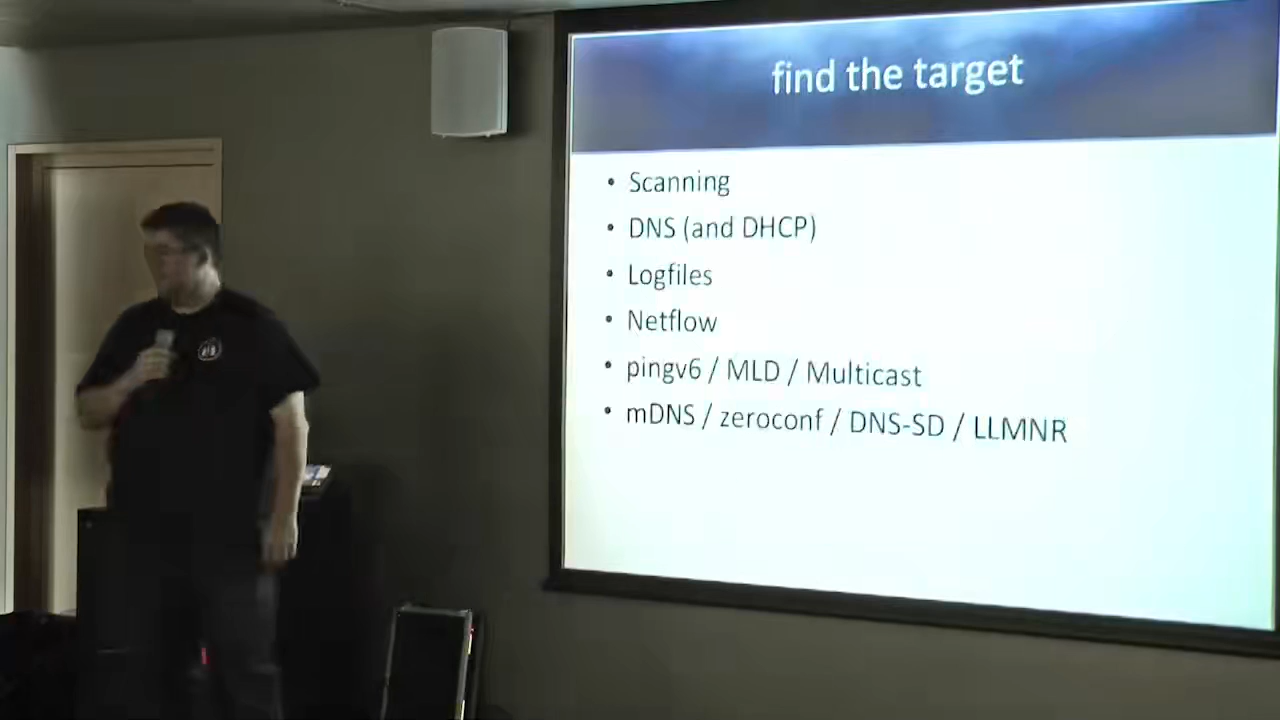 find the target
• Scanning
• DNS (and DHCP)
• Logfiles
• Netflow
• pingv6 / MLD / Multicast
• mDNS / zeroconf / DNS-SD / LLMNR